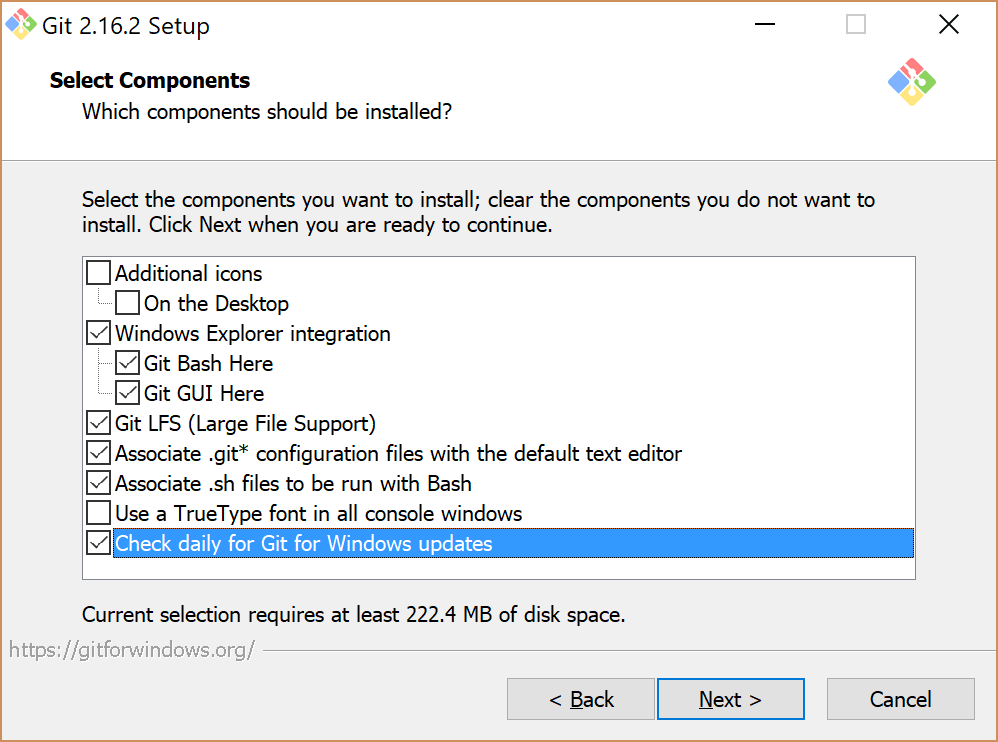 Git 2.16.2 Setup
Select Components
Which components should be installed?
Select the components you want to install; clear the components you do not want to
install. Click Next when you are ready to continue.
Additional icons
On the Desktop
Windows Explorer integration
Git Bash Here
Git GUI Here
Git LFS (Large File Support)
Associate .git* configuration files with the default text editor
Associate .sh files to be run with Bash
Use a TrueType font in all console windows
Check daily for Git for Windows updates
Current selection requires at least 222.4 MB of disk space.
https://gitforwindows.org/
< Back Next > Cancel